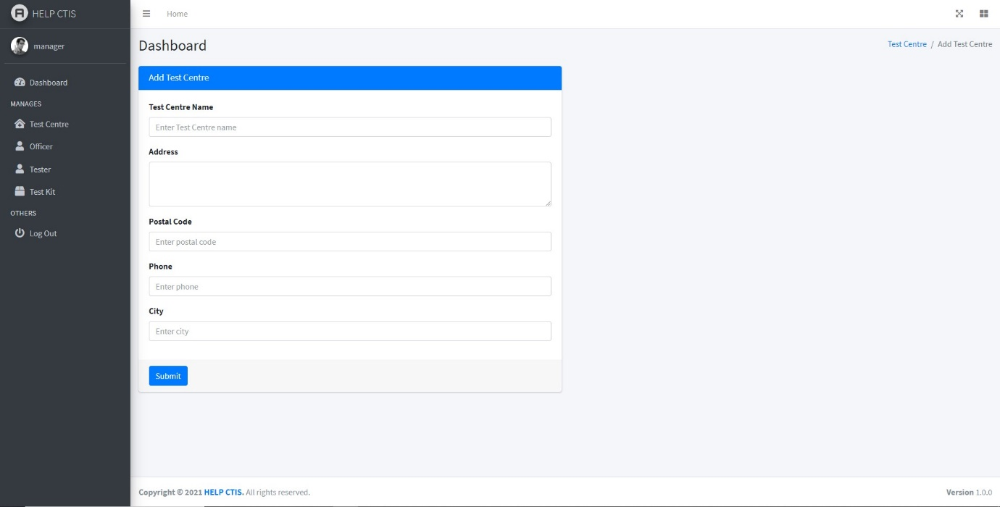 HELP CTIS
Home
manager
Dashboard
Test Centre / Add Test Centre
Dashboard
MANAGES
Test Centre
Officer
Tester
Test Kit
OTHERS
Log Out
Add Test Centre
Test Centre Name
Enter Test Centre name
Address
Postal Code
Enter postal code
Phone
Enter phone
City
Enter city
Submit
Copyright © 2021 HELP CTIS. All rights reserved.
Version 1.0.0